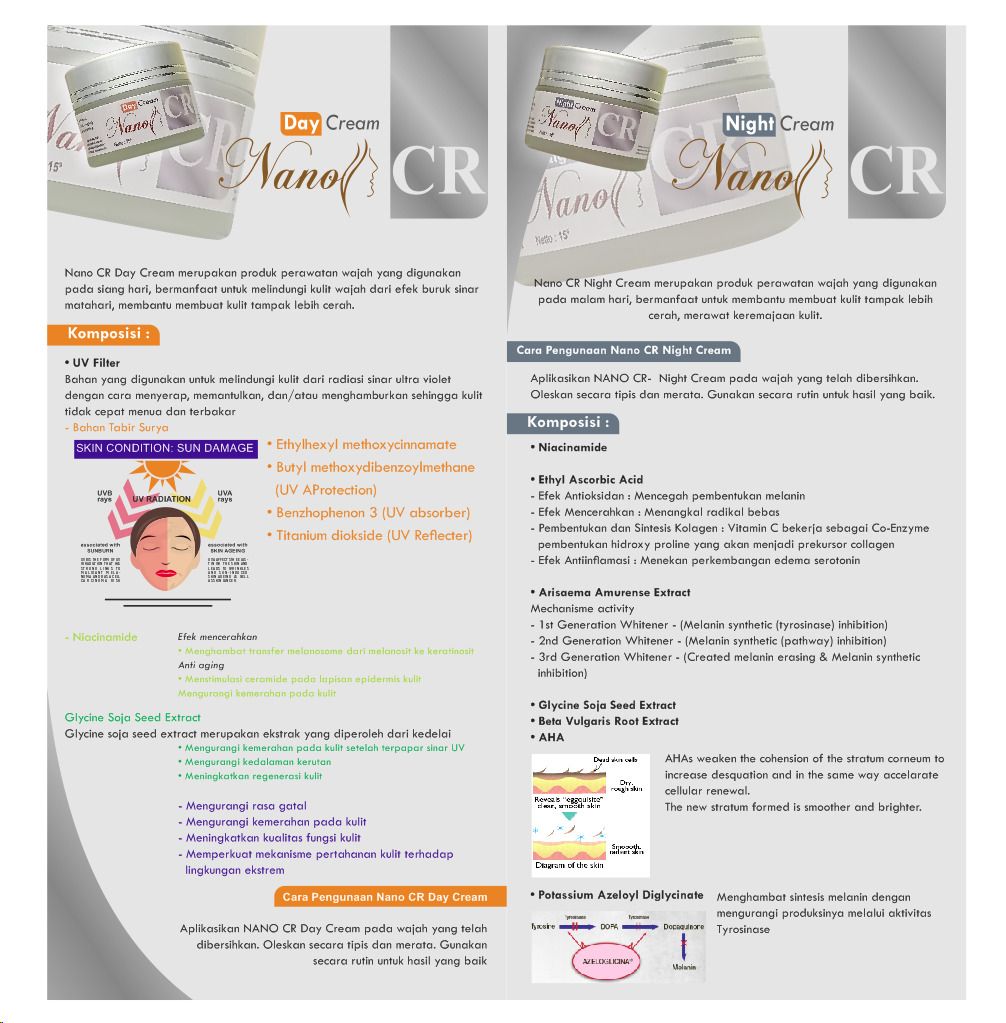 Day Cream
Nano
CR
Nano CR Day Cream merupakan produk perawatan wajah yang digunakan
pada siang hari, bermanfaat untuk melindungi kulit wajah dari efek buruk sinar
matahari, membantu membuat kulit tampak lebih cerah.
Komposisi :
• UV Filter
Bahan yang digunakan untuk melindungi kulit dari radiasi sinar ultra violet
dengan cara menyerap, memantulkan, dan/atau menghamburkan sehingga kulit
tidak cepat menua dan terbakar
- Bahan Tabir Surya
SKIN CONDITION: SUN DAMAGE
UVB
rays
UV RADIATION
UVA
rays
associated with
SUNBURN
associated with
SKIN AGEING
• Ethylhexyl methoxycinnamate
• Butyl methoxydibenzoylmethane
(UV AProtection)
• Benzhophenon 3 (UV absorber)
• Titanium diokside (UV Reflecter)
- Niacinamide
Efek mencerahkan
• Menghambat transfer melanosome dari melanosit ke keratinosit
Anti aging
• Menstimulasi ceramide pada lapisan epidermis kulit
Mengurangi kemerahan pada kulit
Glycine Soja Seed Extract
Glycine soja seed extract merupakan ekstrak yang diperoleh dari kedelai
• Mengurangi kemerahan pada kulit setelah terpapar sinar UV
• Mengurangi kedalaman kerutan
• Meningkatkan regenerasi kulit
- Mengurangi rasa gatal
- Mengurangi kemerahan pada kulit
- Meningkatkan kualitas fungsi kulit
- Memperkuat mekanisme pertahanan kulit terhadap
lingkungan ekstrem
Cara Pengunaan Nano CR Day Cream
Aplikasikan NANO CR Day Cream pada wajah yang telah
dibersihkan. Oleskan secara tipis dan merata. Gunakan
secara rutin untuk hasil yang baik
Night Cream
Nano
CR
Netto : 15g
Nano CR Night Cream merupakan produk perawatan wajah yang digunakan
pada malam hari, bermanfaat untuk membantu membuat kulit tampak lebih
cerah, merawat keremajaan kulit.
Cara Pengunaan Nano CR Night Cream
Aplikasikan NANO CR- Night Cream pada wajah yang telah dibersihkan.
Oleskan secara tipis dan merata. Gunakan secara rutin untuk hasil yang baik.
Komposisi :
• Niacinamide
• Ethyl Ascorbic Acid
- Efek Antioksidan : Mencegah pembentukan melanin
- Efek Mencerahkan : Menangkal radikal bebas
- Pembentukan dan Sintesis Kolagen : Vitamin C bekerja sebagai Co-Enzyme
pembentukan hidroxy proline yang akan menjadi prekursor collagen
- Efek Antiinflamasi : Menekan perkembangan edema serotonin
• Arisaema Amurense Extract
Mechanisme activity
- 1st Generation Whitener - (Melanin synthetic (tyrosinase) inhibition)
- 2nd Generation Whitener - (Melanin synthetic (pathway) inhibition)
- 3rd Generation Whitener - (Created melanin erasing & Melanin synthetic
inhibition)
• Glycine Soja Seed Extract
• Beta Vulgaris Root Extract
• AHA
Dead skin cells
Dry,
rough skin
Reveals "eggquisite"
clear, smooth skin
Smoooth,
radiant skin
Diagram of the skin
AHAs weaken the cohension of the stratum corneum to
increase desquation and in the same way accelarate
cellular renewal.
The new stratum formed is smoother and brighter.
• Potassium Azeloyl Diglycinate
Menghambat sintesis melanin dengan
mengurangi produksinya melalui aktivitas
Tyrosinase
Tyrosinase
Tyrosinase
Tyrosine
DOPA
Dopaquinone
AZELOGLICINA®
Melanin